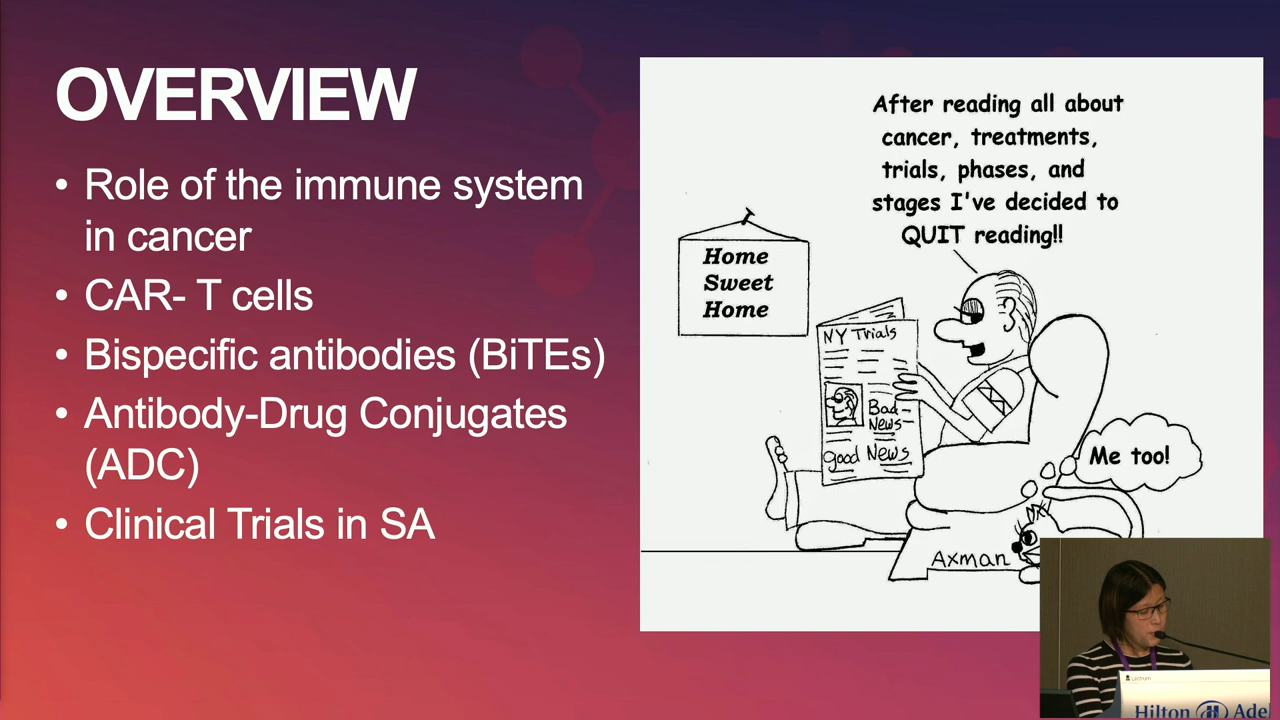 OVERVIEW
• Role of the immune system
in cancer
• CAR- T cells
• Bispecific antibodies (BiTEs)
• Antibody-Drug Conjugates
(ADC)
• Clinical Trials in SA
After reading all about
cancer, treatments,
trials, phases, and
stages I've decided to
QUIT reading!!
Home
Sweet
Home
NY Trials
Bad
News
Good News
Me too!
Axman
Lectrum
Hilton Ade